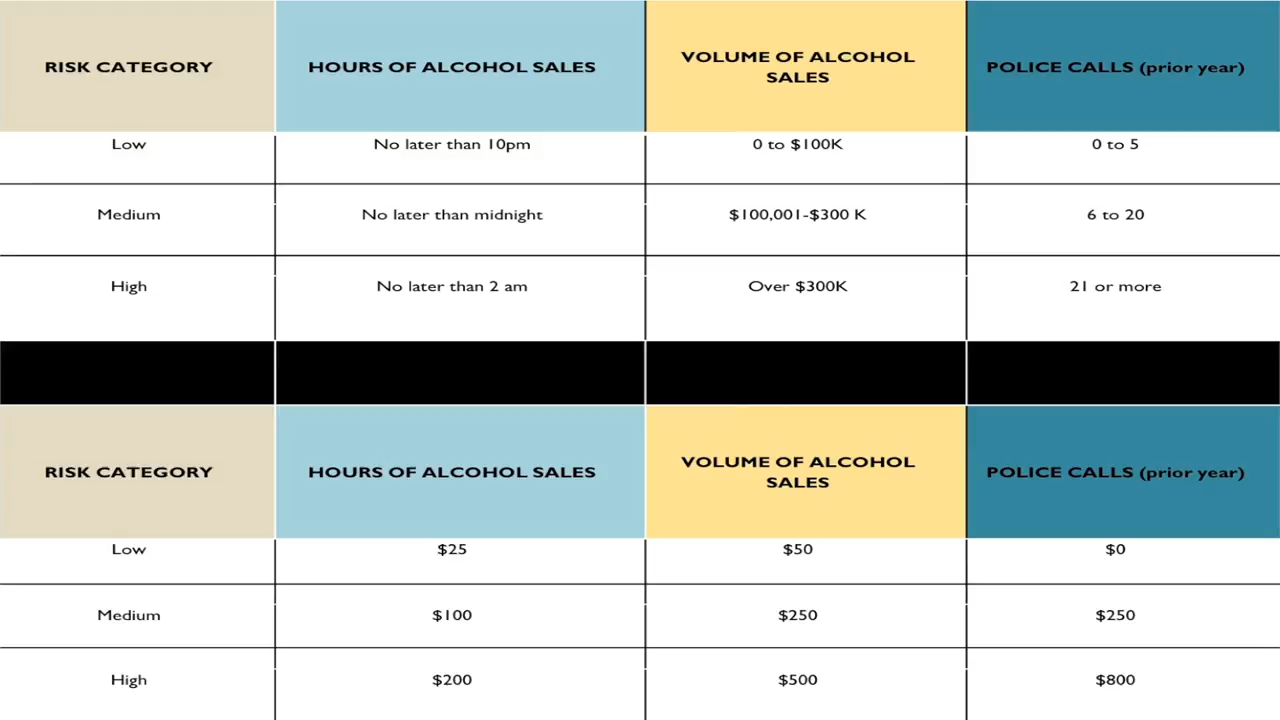 RISK CATEGORY HOURS OF ALCOHOL SALES VOLUME OF ALCOHOL SALES POLICE CALLS (prior year)
Low No later than 10pm 0 to $100K 0 to 5
Medium No later than midnight $100,001-$300 K 6 to 20
High No later than 2 am Over $300K 21 or more
RISK CATEGORY HOURS OF ALCOHOL SALES VOLUME OF ALCOHOL SALES POLICE CALLS (prior year)
Low $25 $50 $0
Medium $100 $250 $250
High $200 $500 $800